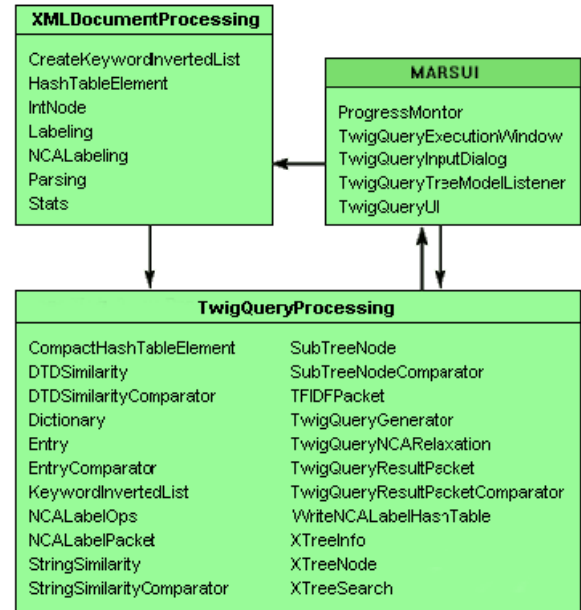 XMLDocumentProcessing
CreateKeywordInvertedList
HashTableElement
IntNode
Labeling
NCALabeling
Parsing
Stats
MARSUI
ProgressMontor
TwigQueryExecutionWindow
TwigQueryInputDialog
TwigQueryTreeModelListener
TwigQueryUI
TwigQueryProcessing
CompactHashTableElement
DTDSimilarity
DTDSimilarityComparator
Dictionary
Entry
EntryComparator
KeywordInvertedList
NCALabelOps
NCALabelPacket
StringSimilarity
StringSimilarityComparator
SubTreeNode
SubTreeNodeComparator
TFIDFPacket
TwigQueryGenerator
TwigQueryNCARelaxation
TwigQueryResultPacket
TwigQueryResultPacketComparator
WriteNCALabelHashTable
XTreeInfo
XTreeNode
XTreeSearch